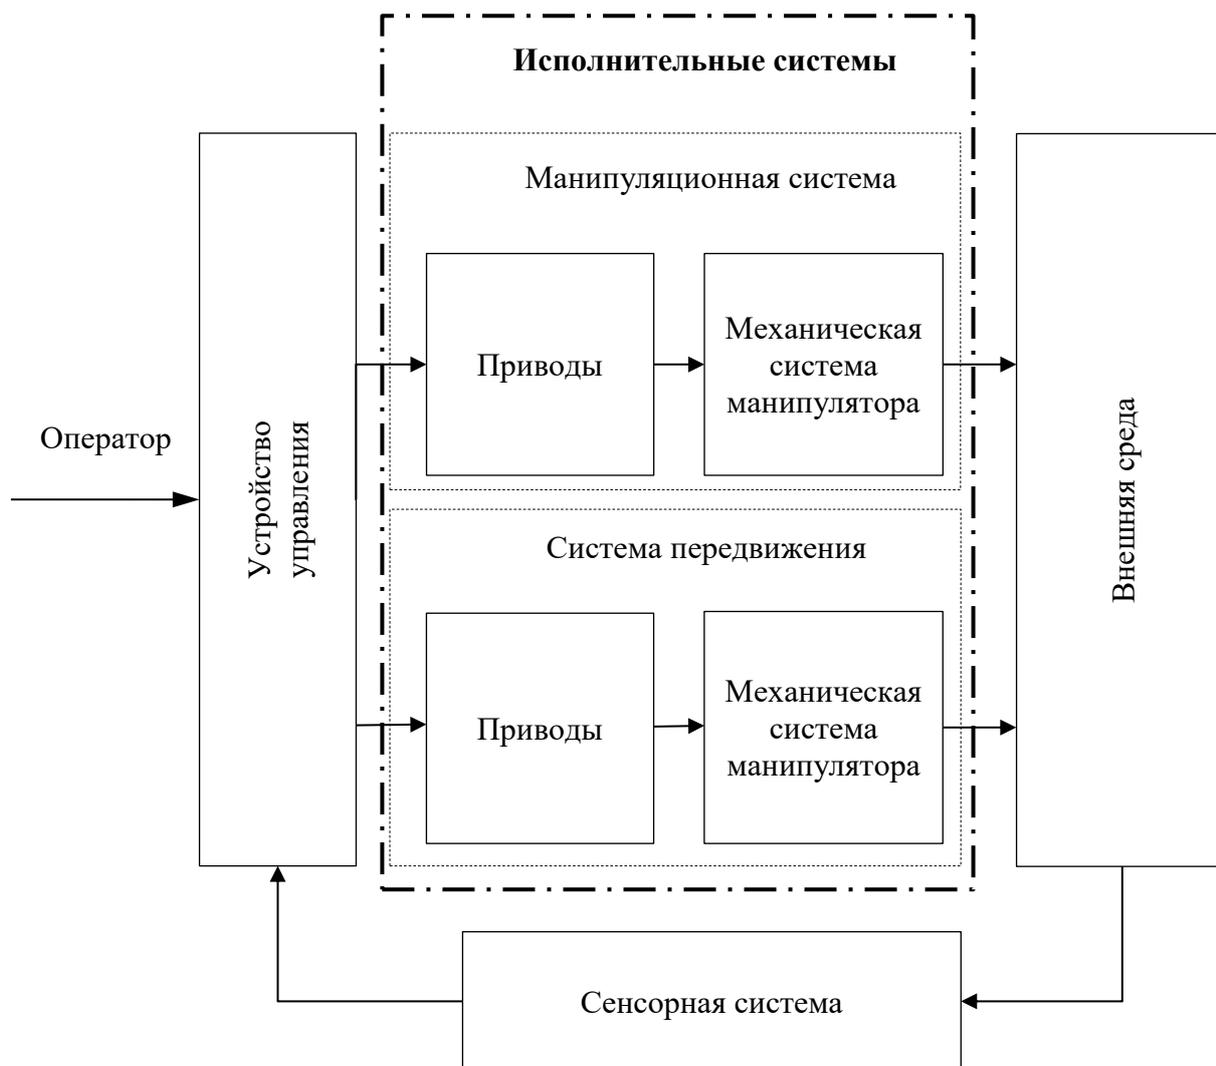 Исполнительные системы
Манипуляционная система
Приводы
Механическая
система
манипулятора
Оператор
Устройство
управления
Внешняя среда
Система передвижения
Приводы
Механическая
система
манипулятора
Сенсорная система